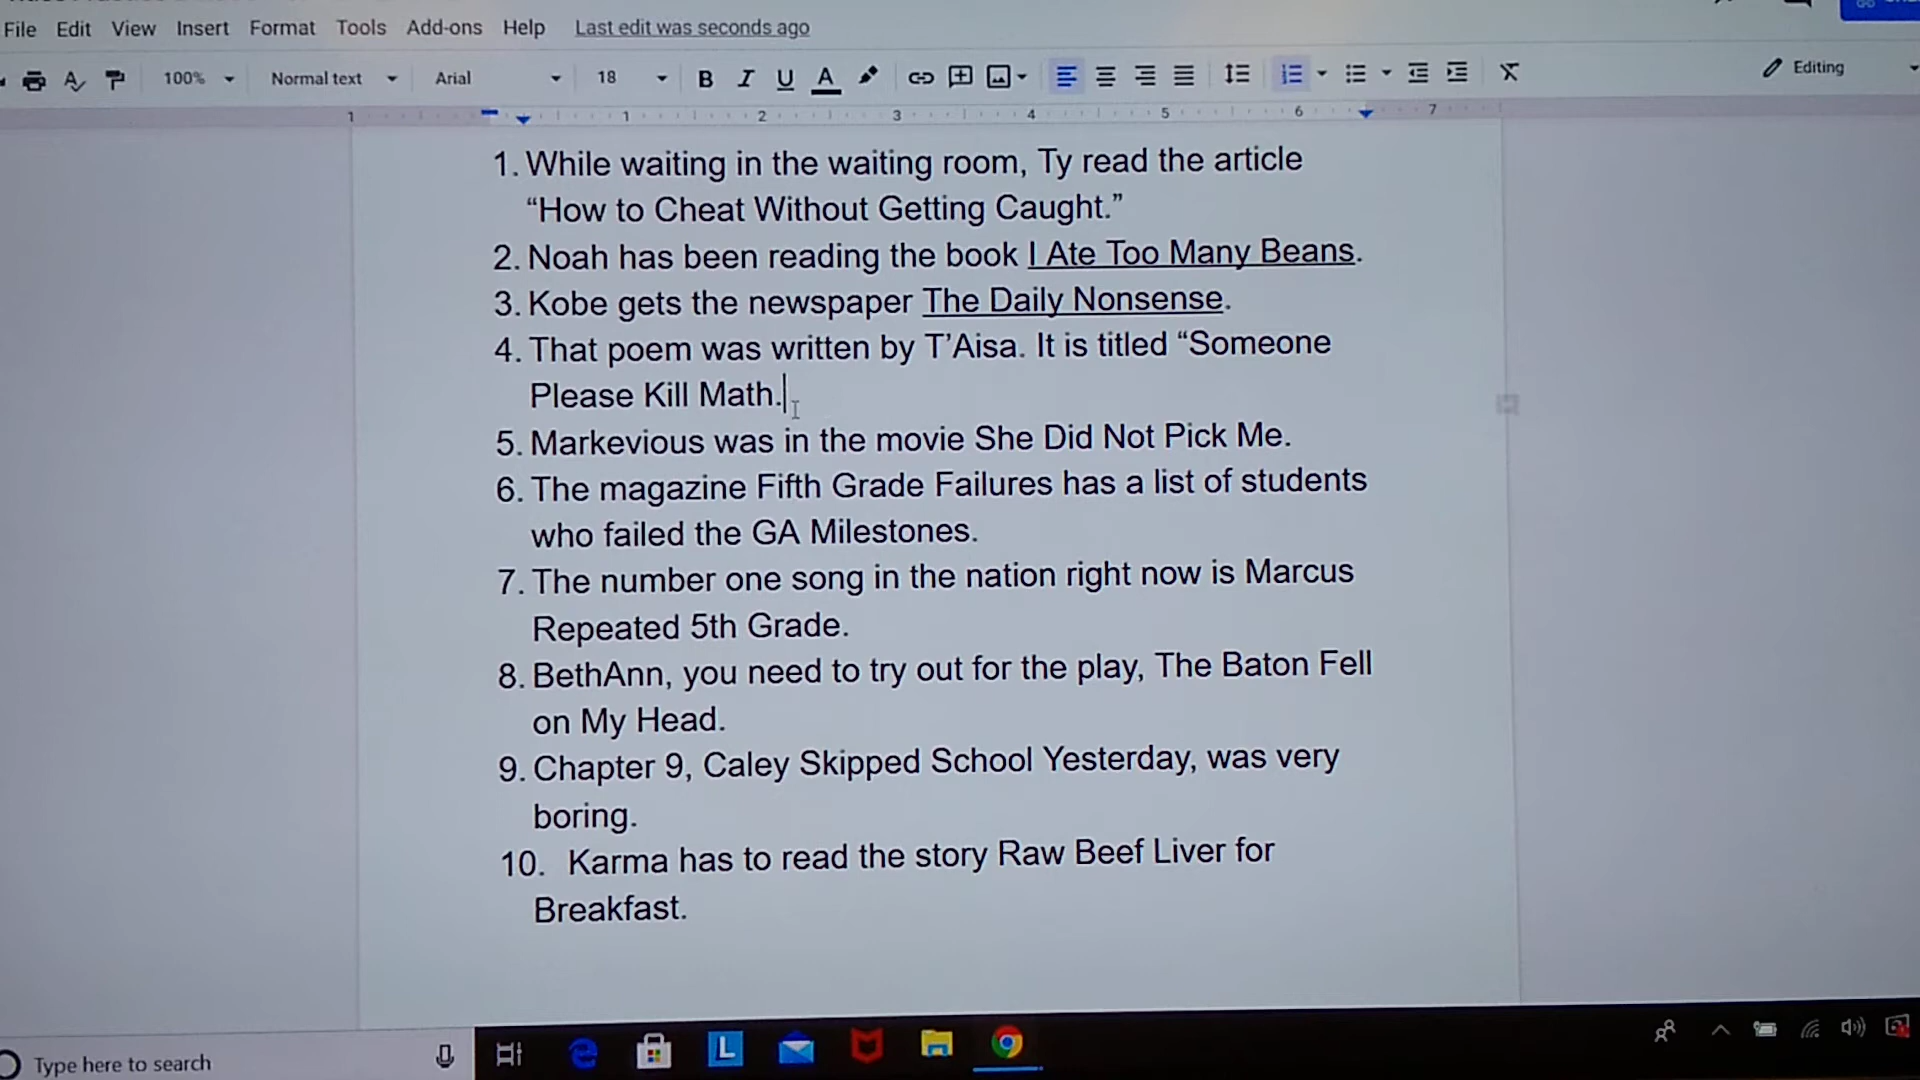 File Edit View Insert Format Tools Add-ons Help Last edit was seconds ago
100% Normal text Arial 18 B I U A Editing
1 1 2 3 4 5 6 7
1. While waiting in the waiting room, Ty read the article
“How to Cheat Without Getting Caught.”
2. Noah has been reading the book I Ate Too Many Beans.
3. Kobe gets the newspaper The Daily Nonsense.
4. That poem was written by T’Aisa. It is titled “Someone
Please Kill Math.
5. Markevious was in the movie She Did Not Pick Me.
6. The magazine Fifth Grade Failures has a list of students
who failed the GA Milestones.
7. The number one song in the nation right now is Marcus
Repeated 5th Grade.
8. BethAnn, you need to try out for the play, The Baton Fell
on My Head.
9. Chapter 9, Caley Skipped School Yesterday, was very
boring.
10. Karma has to read the story Raw Beef Liver for
Breakfast.
Type here to search
L